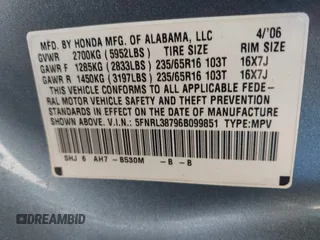 MFD. BY HONDA MFG. OF ALABAMA, LLC 4/'06
GVWR 2700KG (5952LBS) TIRE SIZE RIM SIZE
GAWR F 1285KG (2833LBS) 235/65R16 103T 16X7J
GAWR R 1450KG (3197LBS) 235/65R16 103T 16X7J
THIS VEHICLE CONFORMS TO ALL APPLICABLE FEDE-
RAL MOTOR VEHICLE SAFETY AND THEFT PREVENTION
STANDARDS IN EFFECT ON THE DATE OF MANUFACTURE
SHOWN ABOVE. V.I.N.: 5FNRL38796B099851 TYPE:MPV
SHJ 6 AH7 -B530M -B -B
DREAMBID